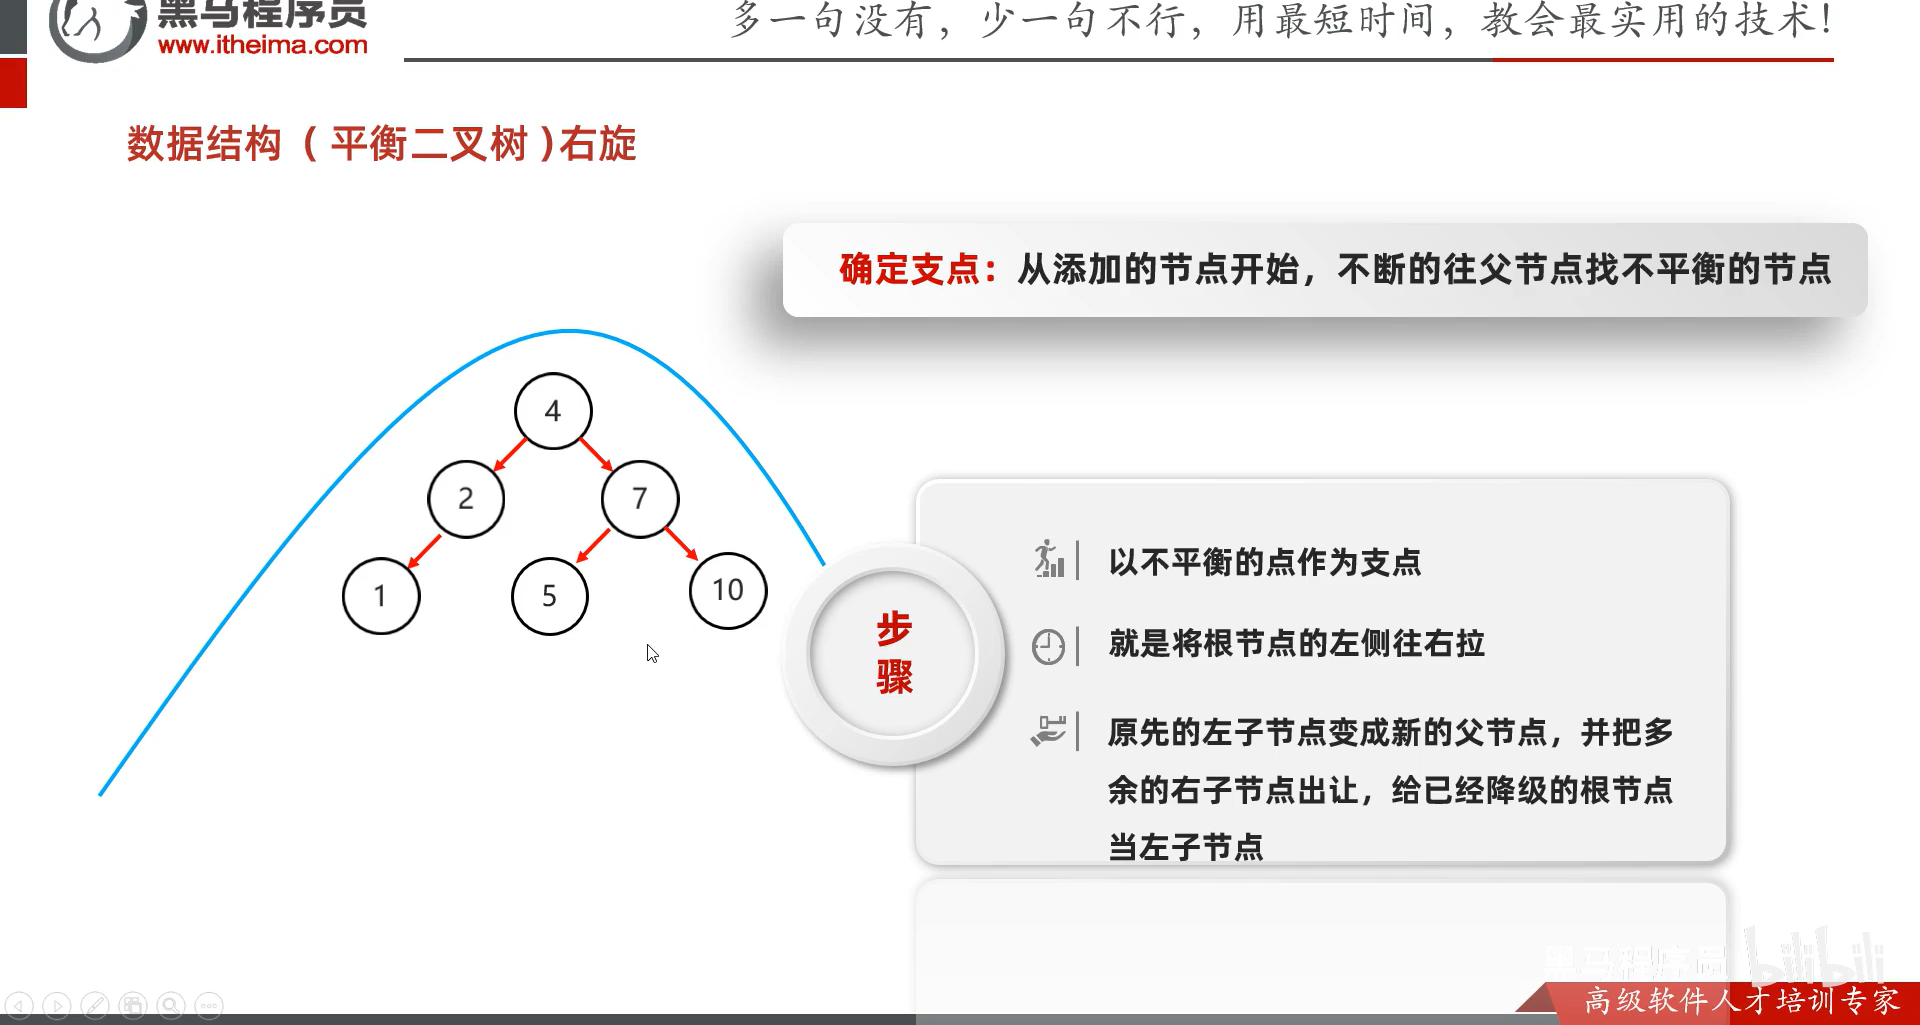 黑马程序员
www.itheima.com
多一句没有，少一句不行，用最短时间，教会最实用的技术！
数据结构（平衡二叉树）右旋
确定支点：从添加的节点开始，不断的往父节点找不平衡的节点
4
2
7
1
5
10
步
骤
以不平衡的点作为支点
就是将根节点的左侧往右拉
原先的左子节点变成新的父节点，并把多
余的右子节点出让，给已经降级的根节点
当左子节点
黑马程序员
bilibili
高级软件人才培训专家